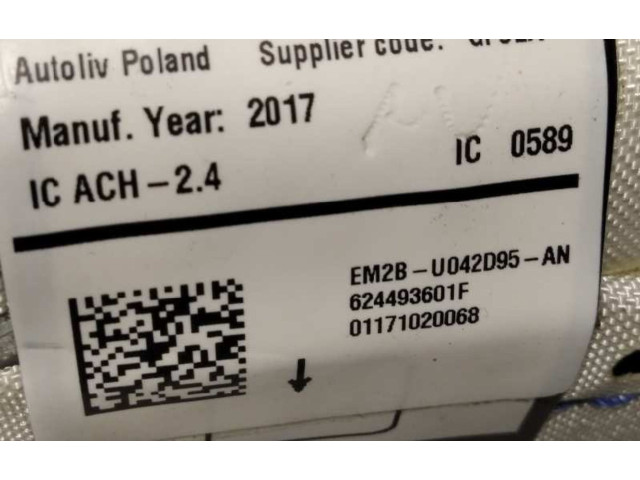 Autoliv Poland Supplier code:
Manuf. Year: 2017
IC ACH-2.4 IC 0589
EM2B-U042D95-AN
624493601F
01171020068